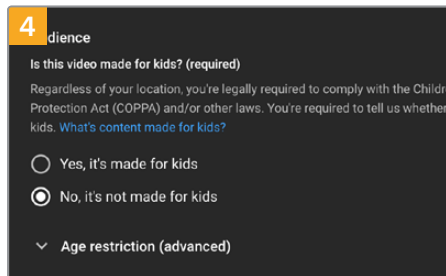 4
dience
Is this video made for kids? (required)
Regardless of your location, you're legally required to comply with the Childre
Protection Act (COPPA) and/or other laws. You're required to tell us whether
kids. What's content made for kids?
Yes, it's made for kids
No, it's not made for kids
Age restriction (advanced)